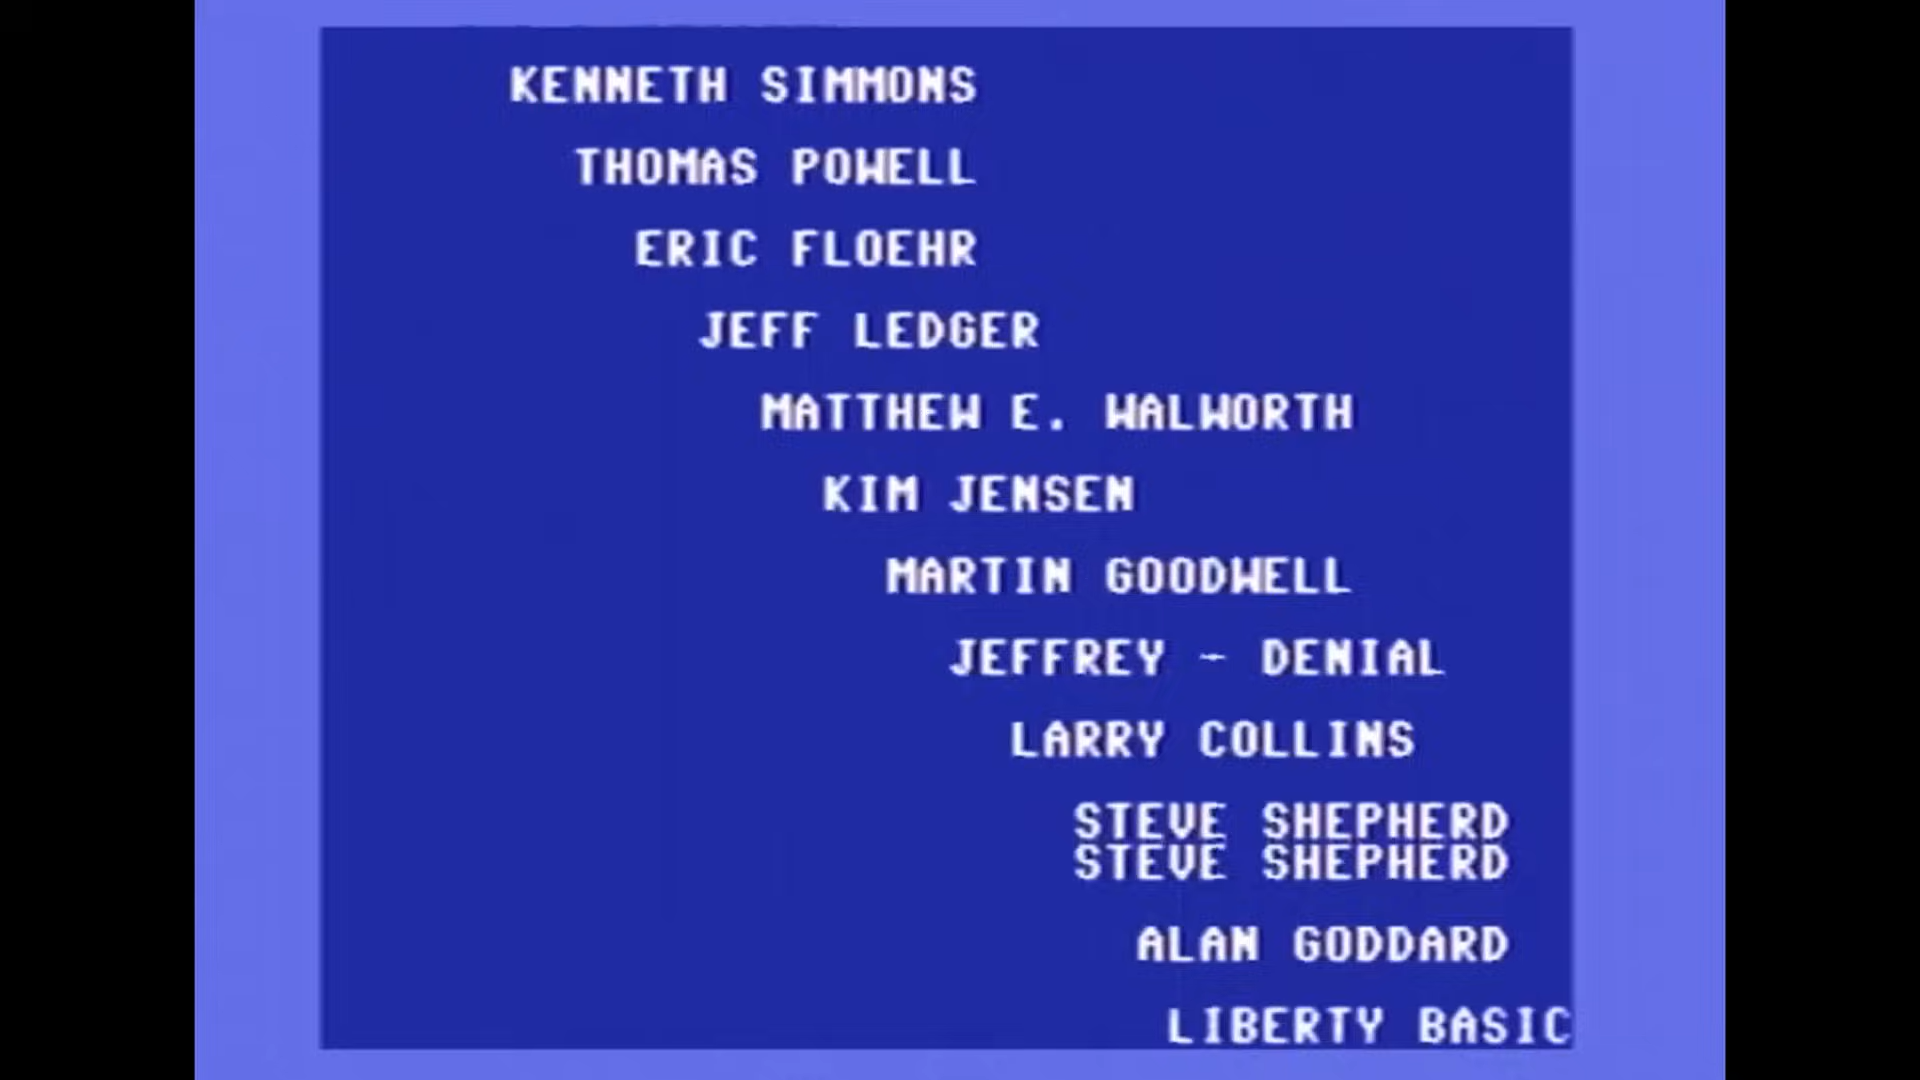 KENNETH SIMMONS
THOMAS POWELL
ERIC FLOEHR
JEFF LEDGER
MATTHEW E. WALWORTH
KIM JENSEN
MARTIN GOODWELL
JEFFREY - DENIAL
LARRY COLLINS
STEVE SHEPHERD
STEVE SHEPHERD
ALAN GODDARD
LIBERTY BASIC